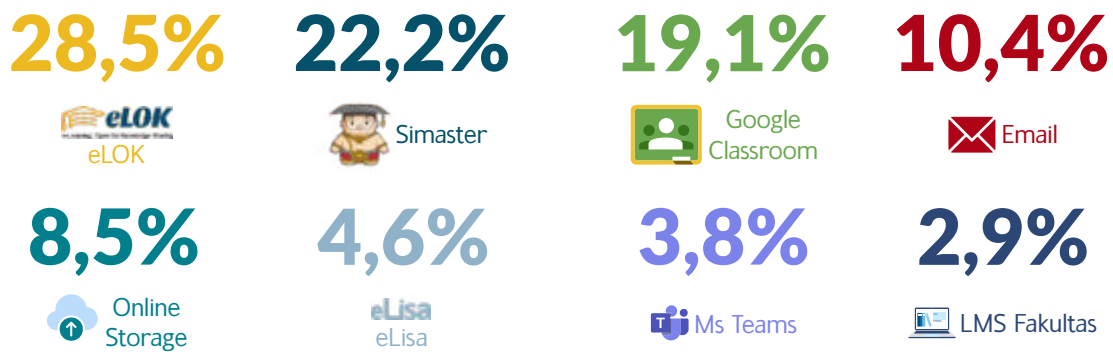 28,5%
22,2%
19,1%
10,4%
eLOK
eLOK
Simaster
Google
Classroom
Email
8,5%
4,6%
3,8%
2,9%
Online
Storage
eLisa
eLisa
T
Ms Teams
LMS Fakultas